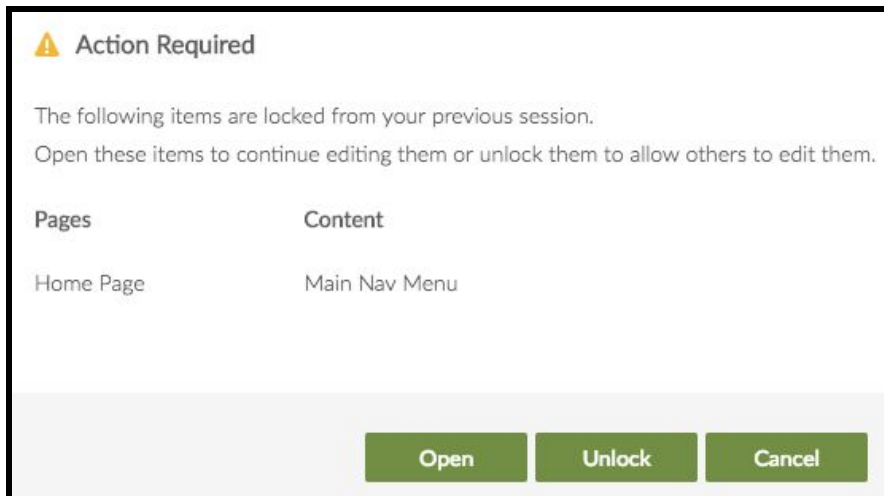 Action Required
The following items are locked from your previous session.
Open these items to continue editing them or unlock them to allow others to edit them.
Pages Content
Home Page Main Nav Menu
Open Unlock Cancel